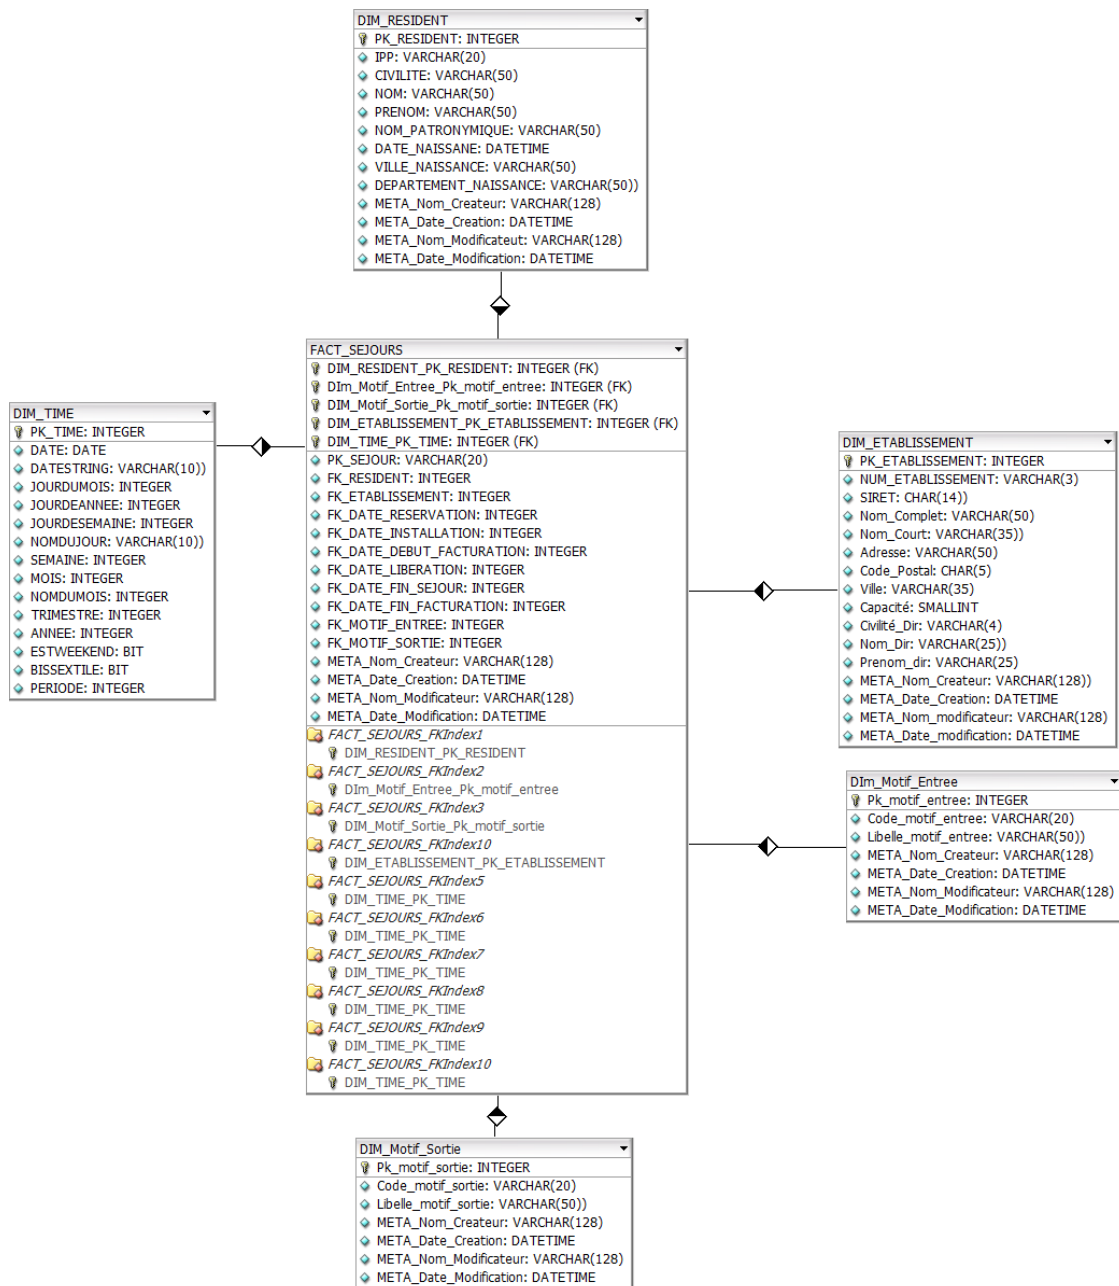 DIM_RESIDENT
PK_RESIDENT: INTEGER
IPP: VARCHAR(20)
CIVILITE: VARCHAR(50)
NOM: VARCHAR(50)
PRENOM: VARCHAR(50)
NOM_PATRONYMIQUE: VARCHAR(50)
DATE_NAISSANE: DATETIME
VILLE_NAISSANCE: VARCHAR(50)
DEPARTEMENT_NAISSANCE: VARCHAR(50))
META_Nom_Createur: VARCHAR(128)
META_Date_Creation: DATETIME
META_Nom_Modificateut: VARCHAR(128)
META_Date_Modification: DATETIME
FACT_SEJOURS
DIM_RESIDENT_PK_RESIDENT: INTEGER (FK)
DIm_Motif_Entree_Pk_motif_entree: INTEGER (FK)
DIM_Motif_Sortie_Pk_motif_sortie: INTEGER (FK)
DIM_ETABLISSEMENT_PK_ETABLISSEMENT: INTEGER (FK)
DIM_TIME_PK_TIME: INTEGER (FK)
PK_SEJOUR: VARCHAR(20)
FK_RESIDENT: INTEGER
FK_ETABLISSEMENT: INTEGER
FK_DATE_RESERVATION: INTEGER
FK_DATE_INSTALLATION: INTEGER
FK_DATE_DEBUT_FACTURATION: INTEGER
FK_DATE_LIBERATION: INTEGER
FK_DATE_FIN_SEJOUR: INTEGER
FK_DATE_FIN_FACTURATION: INTEGER
FK_MOTIF_ENTREE: INTEGER
FK_MOTIF_SORTIE: INTEGER
META_Nom_Createur: VARCHAR(128)
META_Date_Creation: DATETIME
META_Nom_Modificateur: VARCHAR(128)
META_Date_Modification: DATETIME
FACT_SEJOURS_FKIndex1
DIM_RESIDENT_PK_RESIDENT
FACT_SEJOURS_FKIndex2
DIm_Motif_Entree_Pk_motif_entree
FACT_SEJOURS_FKIndex3
DIM_Motif_Sortie_Pk_motif_sortie
FACT_SEJOURS_FKIndex10
DIM_ETABLISSEMENT_PK_ETABLISSEMENT
FACT_SEJOURS_FKIndex5
DIM_TIME_PK_TIME
FACT_SEJOURS_FKIndex6
DIM_TIME_PK_TIME
FACT_SEJOURS_FKIndex7
DIM_TIME_PK_TIME
FACT_SEJOURS_FKIndex8
DIM_TIME_PK_TIME
FACT_SEJOURS_FKIndex9
DIM_TIME_PK_TIME
FACT_SEJOURS_FKIndex10
DIM_TIME_PK_TIME
DIM_TIME
PK_TIME: INTEGER
DATE: DATE
DATESTRING: VARCHAR(10))
JOURDUMOIS: INTEGER
JOURDEANNEE: INTEGER
JOURDESEMAINE: INTEGER
NOMDUJOUR: VARCHAR(10))
SEMAINE: INTEGER
MOIS: INTEGER
NOMDUMOIS: INTEGER
TRIMESTRE: INTEGER
ANNEE: INTEGER
ESTWEEKEND: BIT
BISSEXTILE: BIT
PERIODE: INTEGER
DIM_ETABLISSEMENT
PK_ETABLISSEMENT: INTEGER
NUM_ETABLISSEMENT: VARCHAR(3)
SIRET: CHAR(14))
Nom_Complet: VARCHAR(50)
Nom_Court: VARCHAR(35))
Adresse: VARCHAR(50)
Code_Postal: CHAR(5)
Ville: VARCHAR(35)
Capacité: SMALLINT
Civilité_Dir: VARCHAR(4)
Nom_Dir: VARCHAR(25))
Prenom_dir: VARCHAR(25)
META_Nom_Createur: VARCHAR(128))
META_Date_Creation: DATETIME
META_Nom_modificateur: VARCHAR(128)
META_Date_modification: DATETIME
DIm_Motif_Entree
Pk_motif_entree: INTEGER
Code_motif_entree: VARCHAR(20)
Libelle_motif_entree: VARCHAR(50))
META_Nom_Createur: VARCHAR(128)
META_Date_Creation: DATETIME
META_Nom_Modificateur: VARCHAR(128)
META_Date_Modification: DATETIME
DIM_Motif_Sortie
Pk_motif_sortie: INTEGER
Code_motif_sortie: VARCHAR(20)
Libelle_motif_sortie: VARCHAR(50))
META_Nom_Createur: VARCHAR(128)
META_Date_Creation: DATETIME
META_Nom_Modificateur: VARCHAR(128)
META_Date_Modification: DATETIME